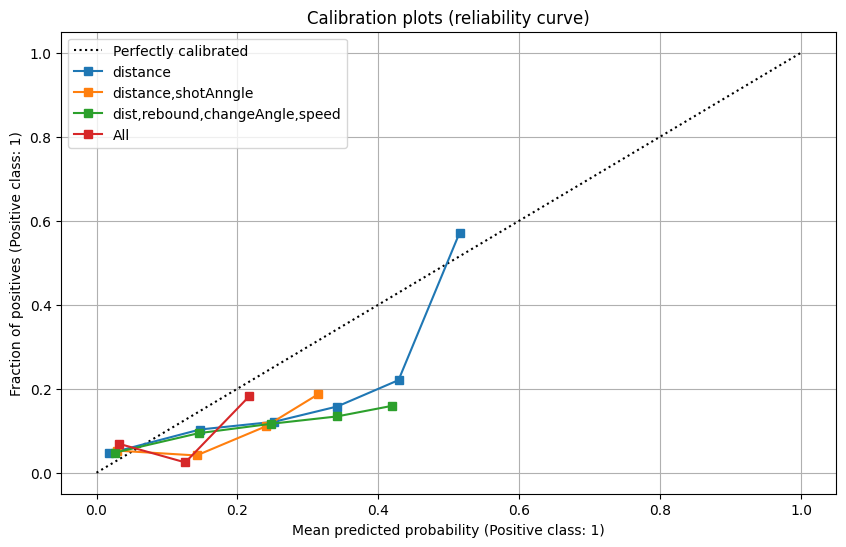 Calibration plots (reliability curve)
Perfectly calibrated
distance
distance,shotAnngle
dist,rebound,changeAngle,speed
All
1.0
0.8
0.6
0.4
0.2
0.0
Fraction of positives (Positive class: 1)
0.0 0.2 0.4 0.6 0.8 1.0
Mean predicted probability (Positive class: 1)